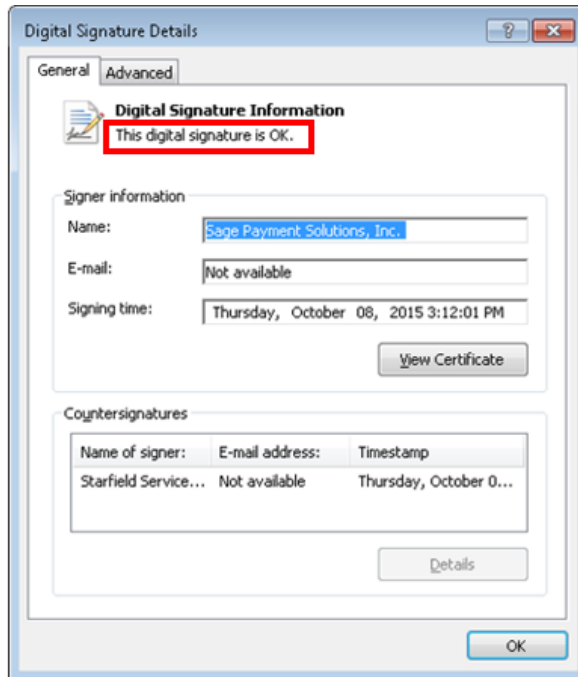 Digital Signature Details
General Advanced
Digital Signature Information
This digital signature is OK.
Signer information
Name: Sage Payment Solutions, Inc.
E-mail: Not available
Signing time: Thursday, October 08, 2015 3:12:01 PM
View Certificate
Countersignatures
Name of signer: E-mail address: Timestamp
Starfield Service... Not available Thursday, October 0...
Details
OK